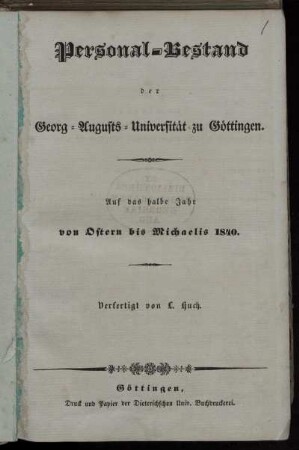 1
Personal=Bestand
der
Georg=Augusts=Universität zu Göttingen.
Auf das halbe Jahr
von Ostern bis Michaelis 1840.
Verfertigt von L. Huch.
Göttingen,
Druck und Papier der Dieterichschen Univ. Buchdruckerei.